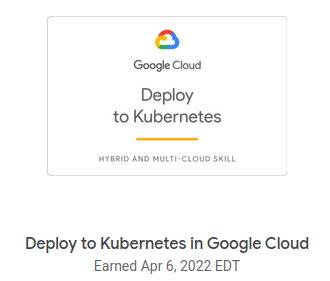 Google Cloud
Deploy
to Kubernetes
HYBRID AND MULTI-CLOUD SKILL
Deploy to Kubernetes in Google Cloud
Earned Apr 6, 2022 EDT